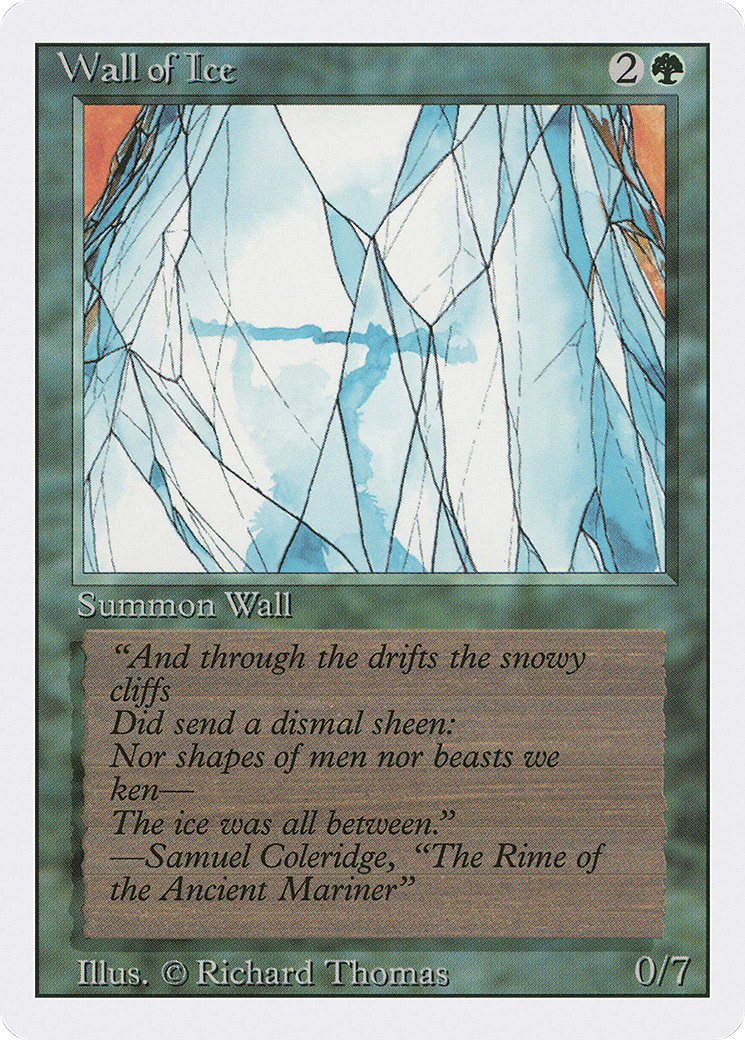 Wall of Ice 2
Summon Wall
“And through the drifts the snowy
cliffs
Did send a dismal sheen:
Nor shapes of men nor beasts we
ken—
The ice was all between.”
—Samuel Coleridge, “The Rime of
the Ancient Mariner”
Illus. © Richard Thomas 0/7